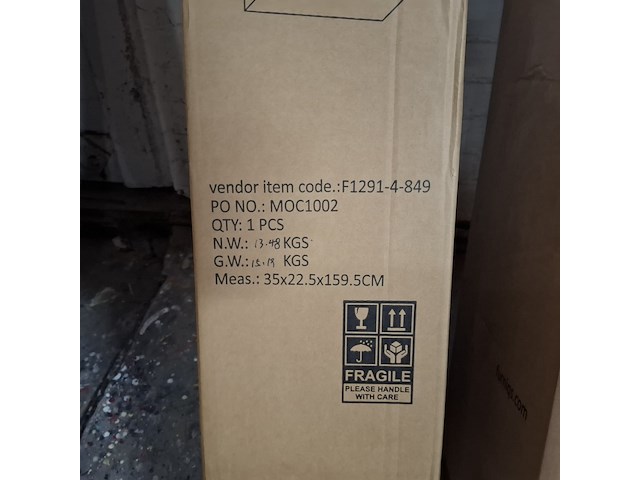 vendor item code.:F1291-4-849
PO NO.: MOC1002
QTY: 1 PCS
N.W.: 13.48 KGS
G.W.: KGS
Meas.: 35x22.5x159.5CM
FRAGILE
PLEASE HANDLE
WITH CARE